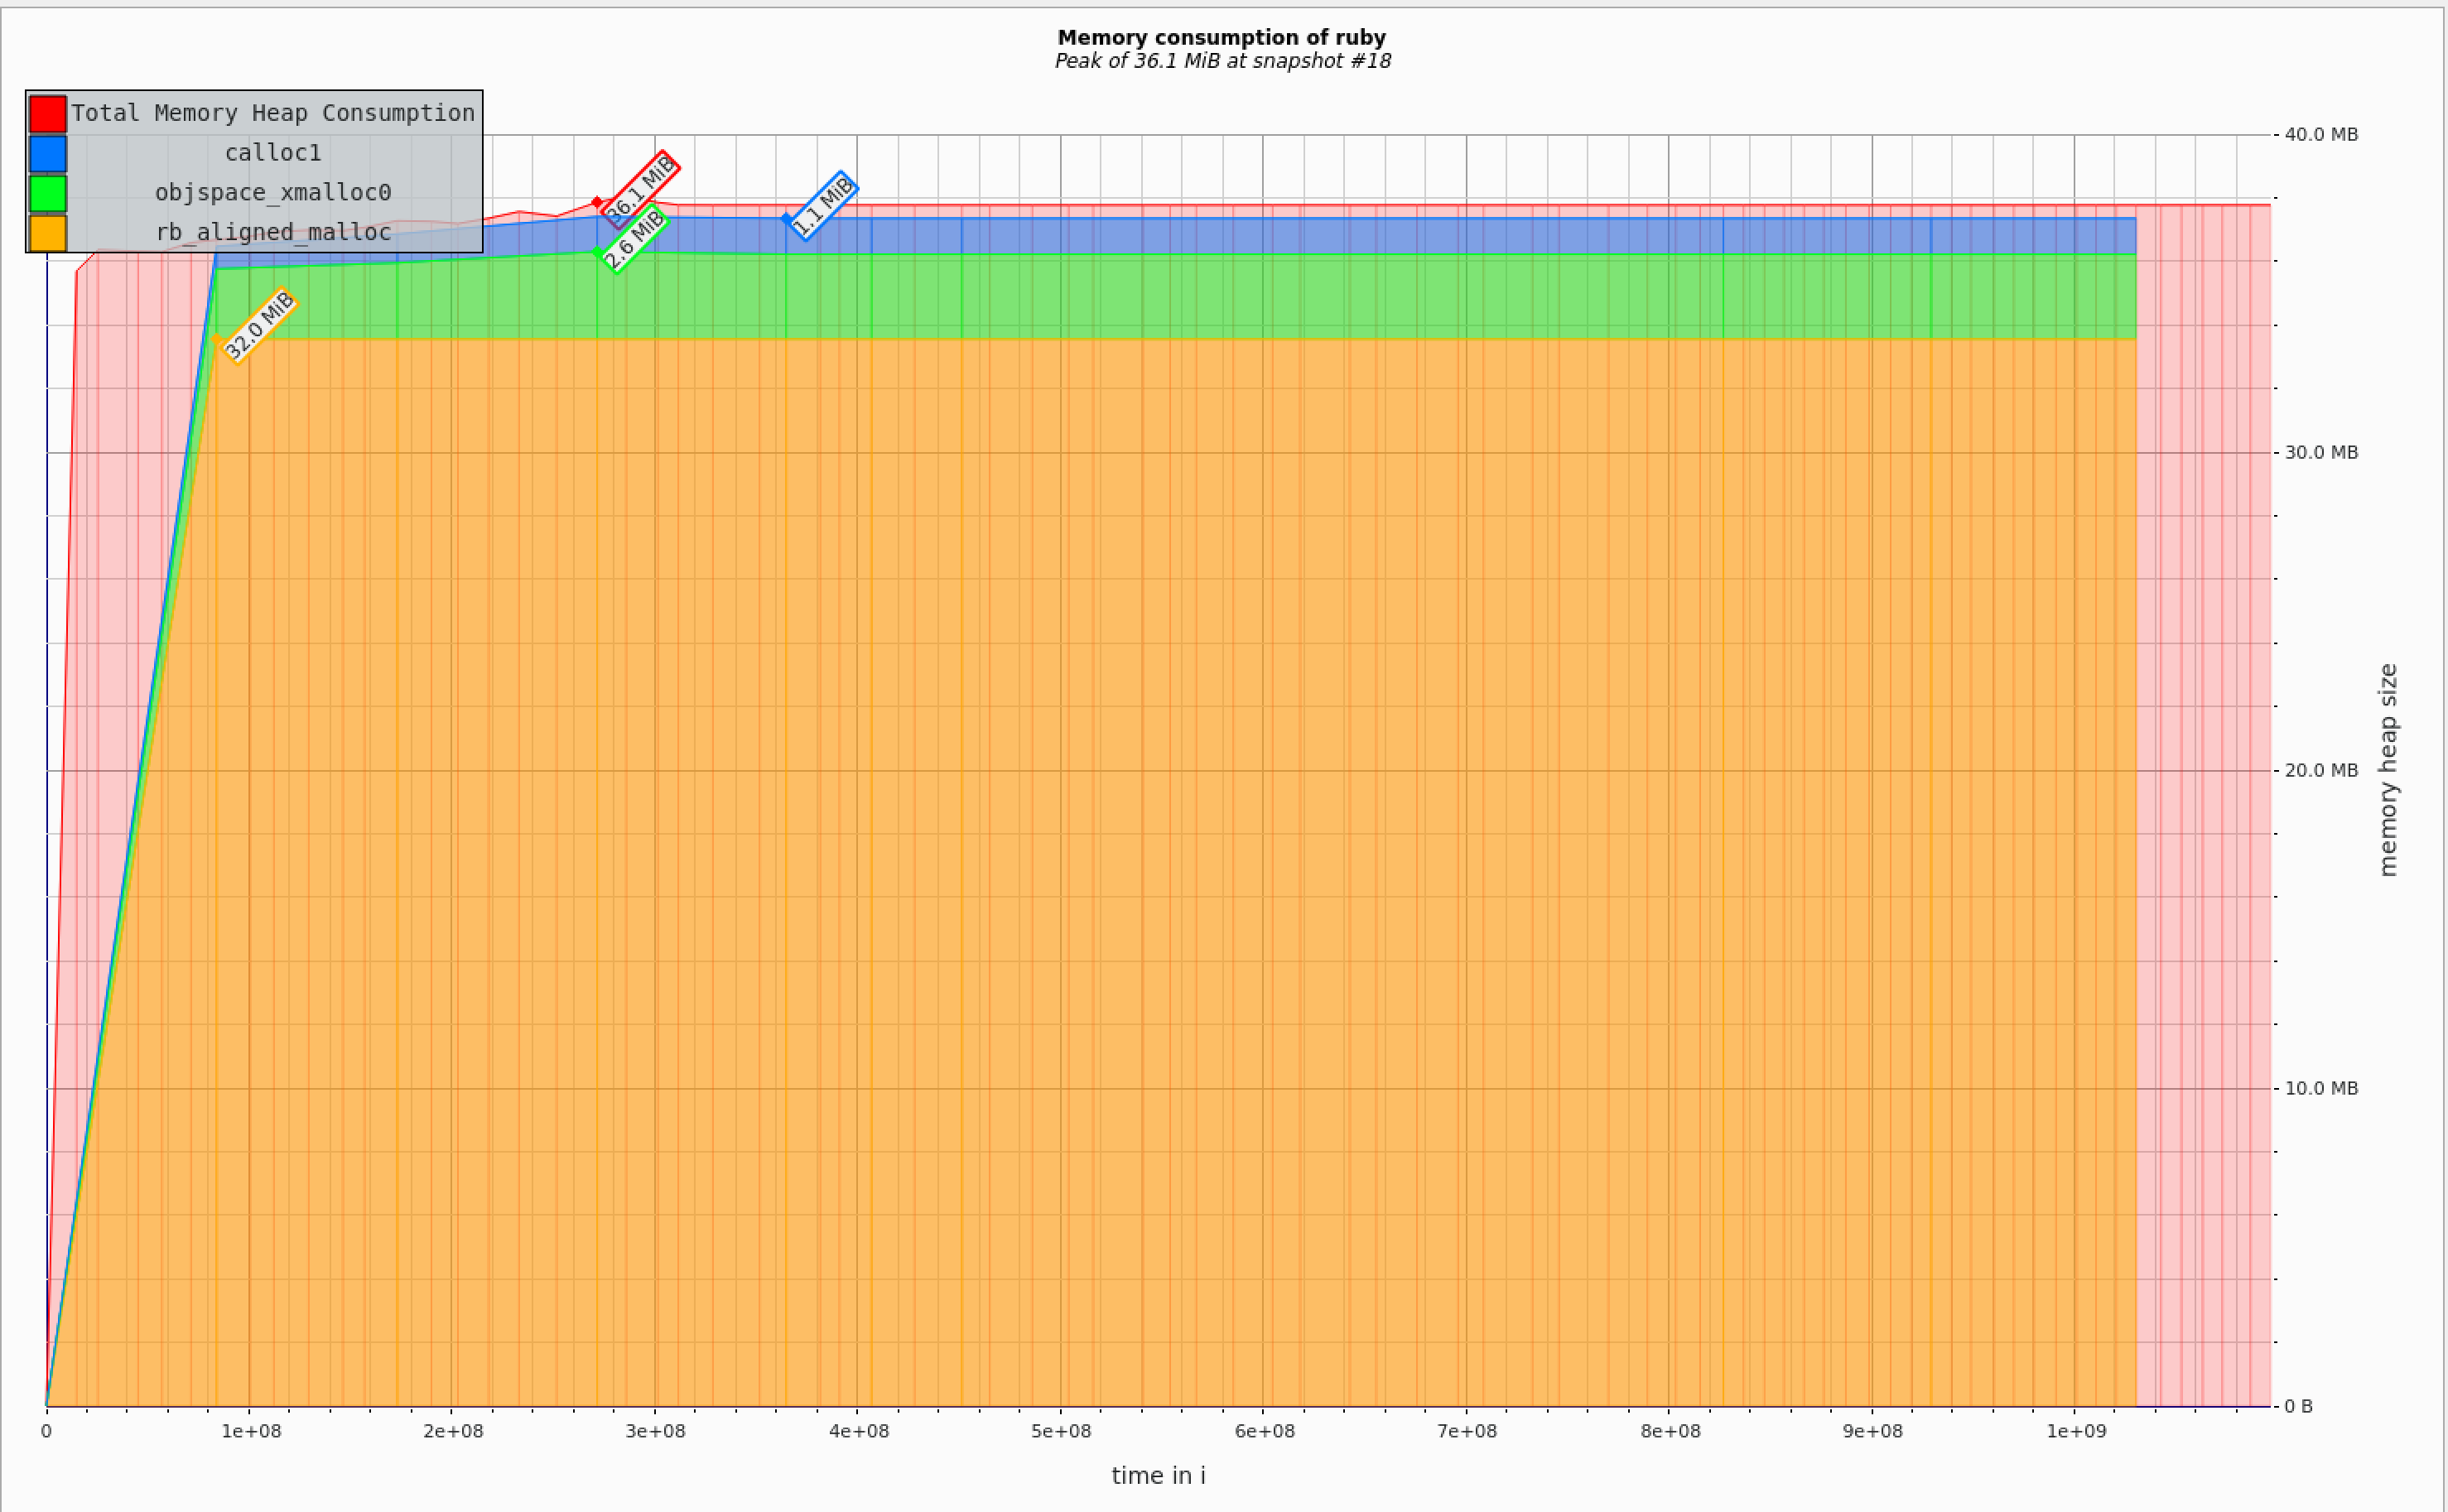 Memory consumption of ruby
Peak of 36.1 MiB at snapshot #18
Total Memory Heap Consumption
calloc1
objspace_xmalloc0
rb_aligned_malloc
36.1 MiB
1.1 MiB
2.6 MiB
32.0 MiB
40.0 MB
30.0 MB
20.0 MB
10.0 MB
0 B
memory heap size
0 1e+08 2e+08 3e+08 4e+08 5e+08 6e+08 7e+08 8e+08 9e+08 1e+09
time in i